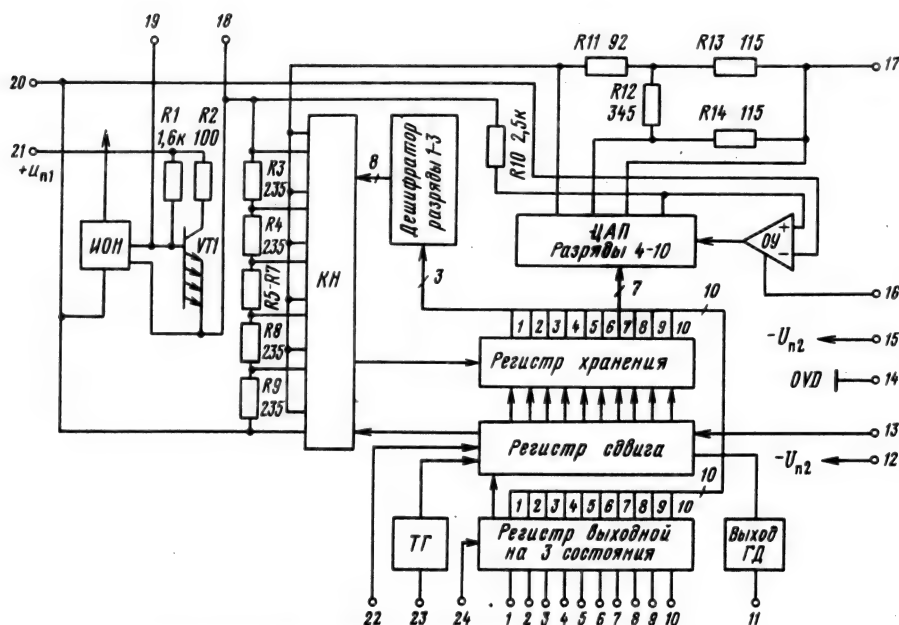 19
18
R11 92
R13 115
17
20
R12
345
R14 115
R1
1,6к
R2
100
21
+Uп1
R10 2,5к
8
Дешифратор
разряды 1-3
R3
235
R4
235
R5-R7
R8
235
R9
235
КН
ИОН
VT1
ЦАП
Разряды 4-10
ОУ
+
-
16
3
7
10
1 2 3 4 5 6 7 8 9 10
-Uп2
15
Регистр хранения
OVD
14
13
Регистр сдвига
-Uп2
12
10
1 2 3 4 5 6 7 8 9 10
ТГ
Регистр выходной
на 3 состояния
Выход
ГД
22
23
24
1 2 3 4 5 6 7 8 9 10
11